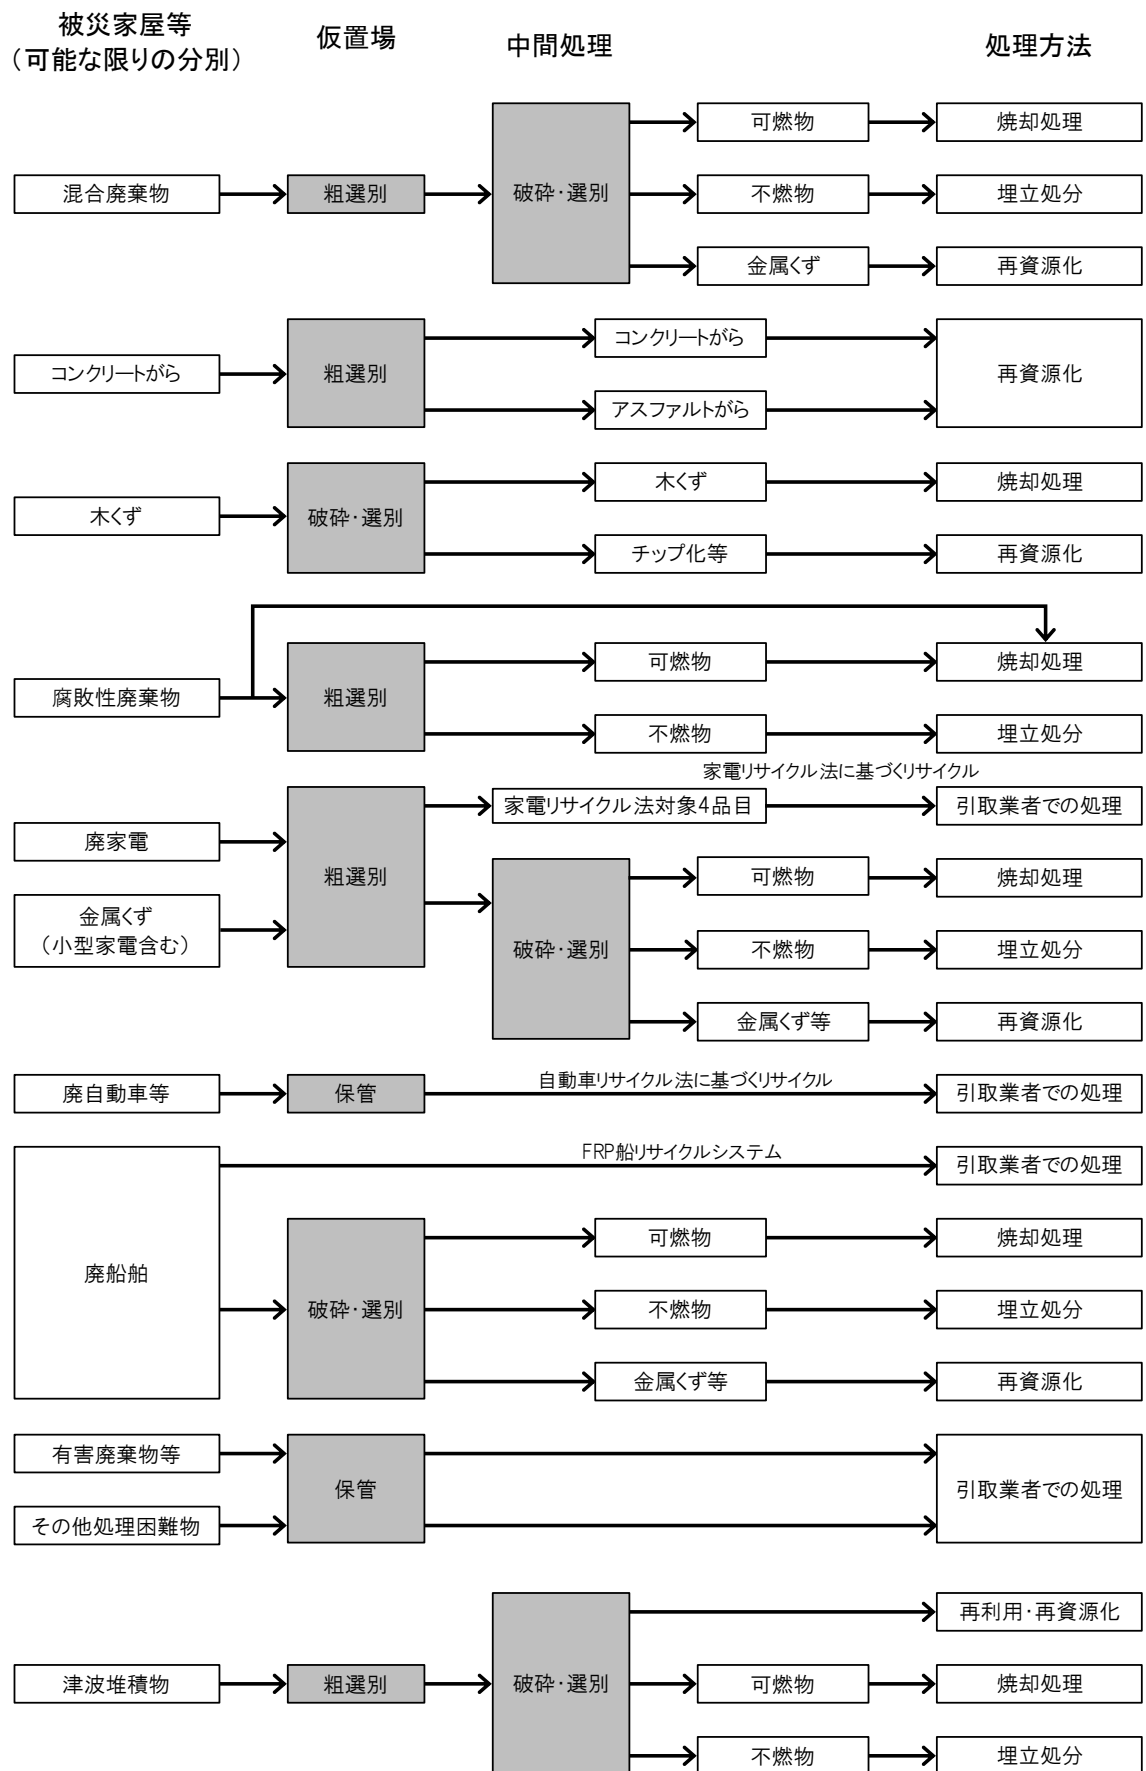 被災家屋等
（可能な限りの分別）
仮置場
中間処理
処理方法
混合廃棄物
粗選別
破砕・選別
可燃物
焼却処理
不燃物
埋立処分
金属くず
再資源化
コンクリートがら
粗選別
コンクリートがら
アスファルトがら
再資源化
木くず
破砕・選別
木くず
焼却処理
チップ化等
再資源化
腐敗性廃棄物
粗選別
可燃物
焼却処理
不燃物
埋立処分
家電リサイクル法に基づくリサイクル
廃家電
金属くず
（小型家電含む）
粗選別
家電リサイクル法対象4品目
引取業者での処理
破砕・選別
可燃物
焼却処理
不燃物
埋立処分
金属くず等
再資源化
廃自動車等
保管
自動車リサイクル法に基づくリサイクル
引取業者での処理
廃船舶
FRP船リサイクルシステム
引取業者での処理
破砕・選別
可燃物
焼却処理
不燃物
埋立処分
金属くず等
再資源化
有害廃棄物等
その他処理困難物
保管
引取業者での処理
津波堆積物
粗選別
破砕・選別
再利用・再資源化
可燃物
焼却処理
不燃物
埋立処分